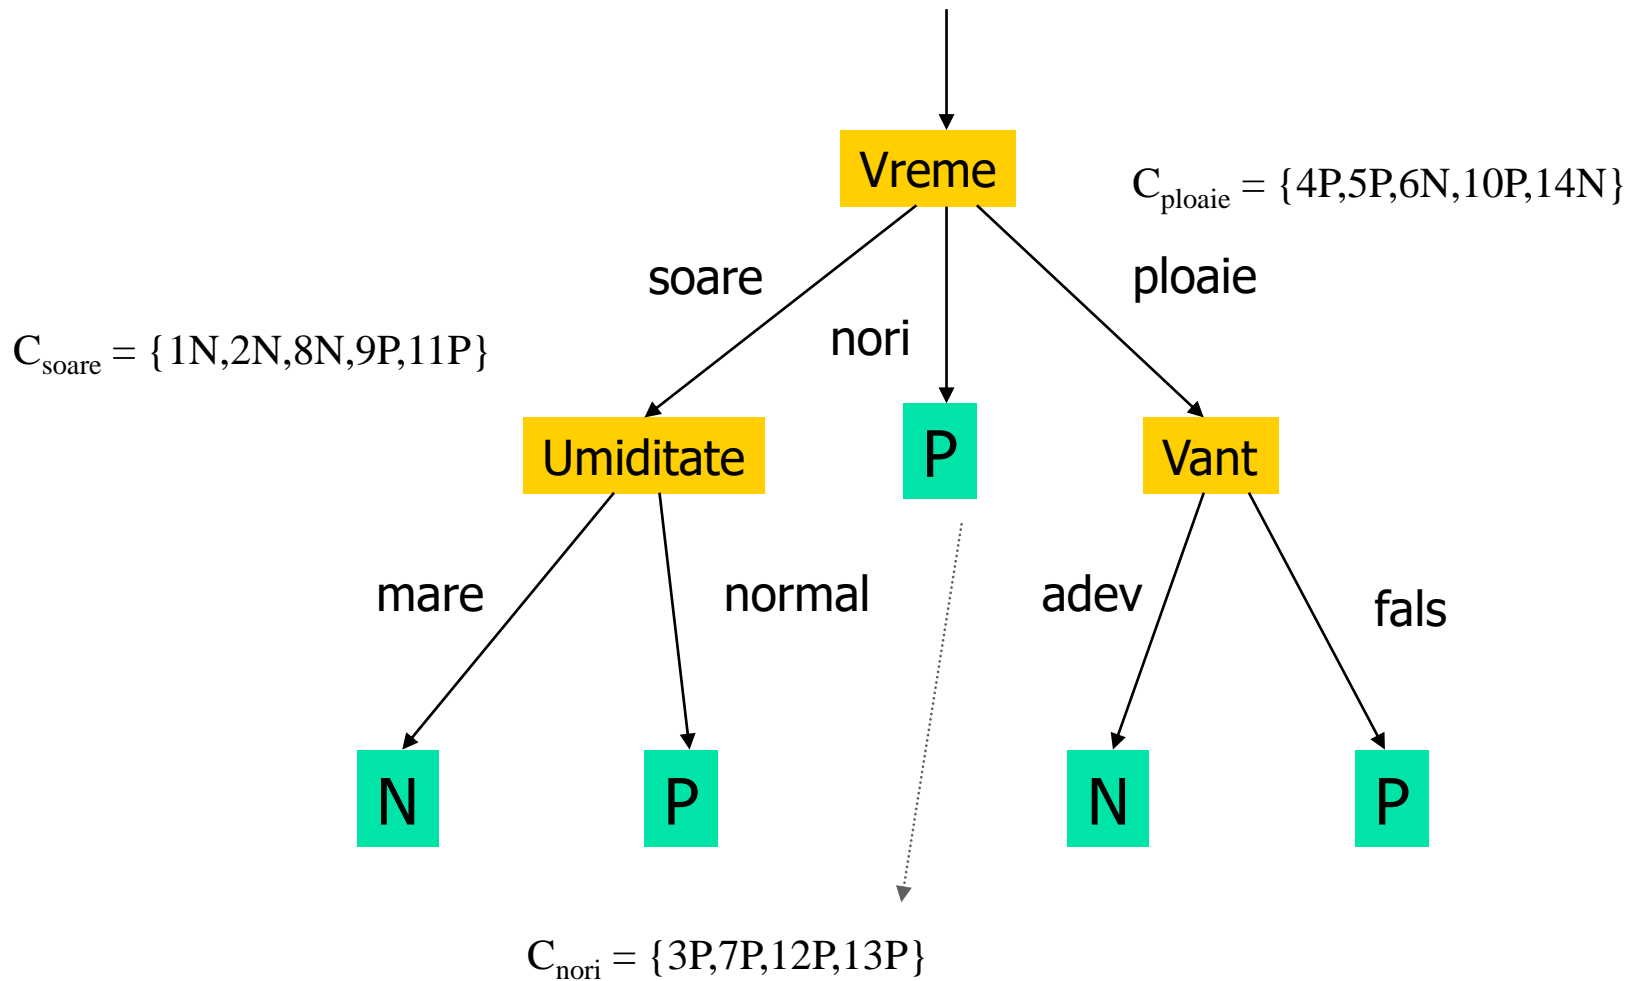 Vreme
C_ploaie = {4P,5P,6N,10P,14N}
soare
ploaie
nori
C_soare = {1N,2N,8N,9P,11P}
Umiditate
P
Vant
mare
normal
adev
fals
N
P
N
P
C_nori = {3P,7P,12P,13P}